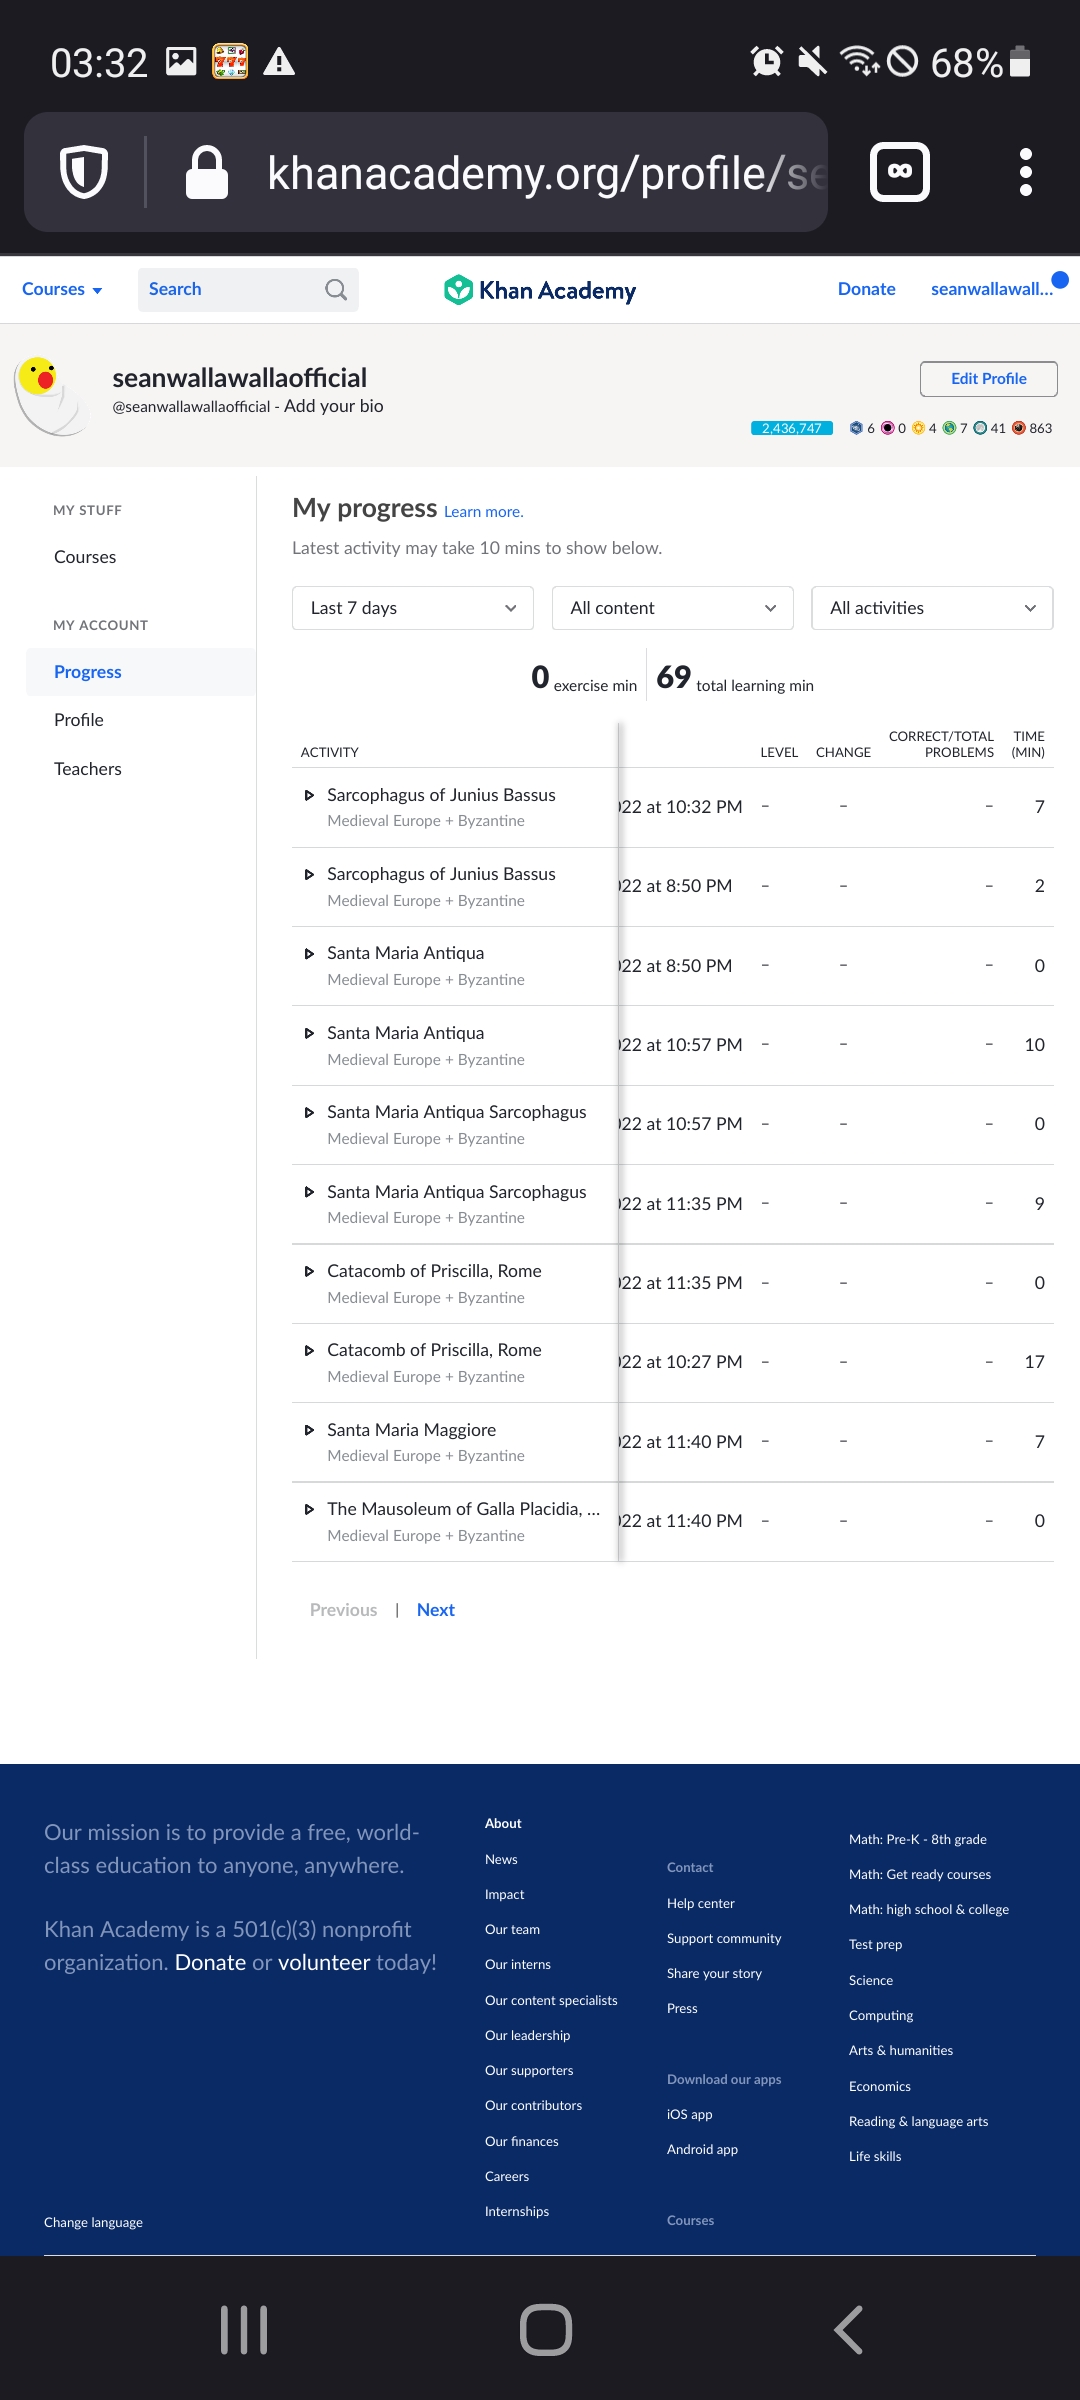 03:32
68%
khanacademy.org/profile/se
Courses
Search
Khan Academy
Donate
seanwallawall...
seanwallawallaofficial
@seanwallawallaofficial - Add your bio
Edit Profile
2,436,747 6 0 4 7 41 863
MY STUFF
Courses
MY ACCOUNT
Progress
Profile
Teachers
My progress Learn more.
Latest activity may take 10 mins to show below.
Last 7 days
All content
All activities
0 exercise min
69 total learning min
ACTIVITY LEVEL CHANGE CORRECT/TOTAL PROBLEMS TIME (MIN)
Sarcophagus of Junius Bassus
Medieval Europe + Byzantine
022 at 10:32 PM – – – 7
Sarcophagus of Junius Bassus
Medieval Europe + Byzantine
022 at 8:50 PM – – – 2
Santa Maria Antiqua
Medieval Europe + Byzantine
022 at 8:50 PM – – – 0
Santa Maria Antiqua
Medieval Europe + Byzantine
022 at 10:57 PM – – – 10
Santa Maria Antiqua Sarcophagus
Medieval Europe + Byzantine
022 at 10:57 PM – – – 0
Santa Maria Antiqua Sarcophagus
Medieval Europe + Byzantine
022 at 11:35 PM – – – 9
Catacomb of Priscilla, Rome
Medieval Europe + Byzantine
022 at 11:35 PM – – – 0
Catacomb of Priscilla, Rome
Medieval Europe + Byzantine
022 at 10:27 PM – – – 17
Santa Maria Maggiore
Medieval Europe + Byzantine
022 at 11:40 PM – – – 7
The Mausoleum of Galla Placidia, ...
Medieval Europe + Byzantine
022 at 11:40 PM – – – 0
Previous | Next
Our mission is to provide a free, world-
class education to anyone, anywhere.
Khan Academy is a 501(c)(3) nonprofit
organization. Donate or volunteer today!
About
News
Impact
Our team
Our interns
Our content specialists
Our leadership
Our supporters
Our contributors
Our finances
Careers
Internships
Contact
Help center
Support community
Share your story
Press
Download our apps
iOS app
Android app
Courses
Math: Pre-K - 8th grade
Math: Get ready courses
Math: high school & college
Test prep
Science
Computing
Arts & humanities
Economics
Reading & language arts
Life skills
Change language